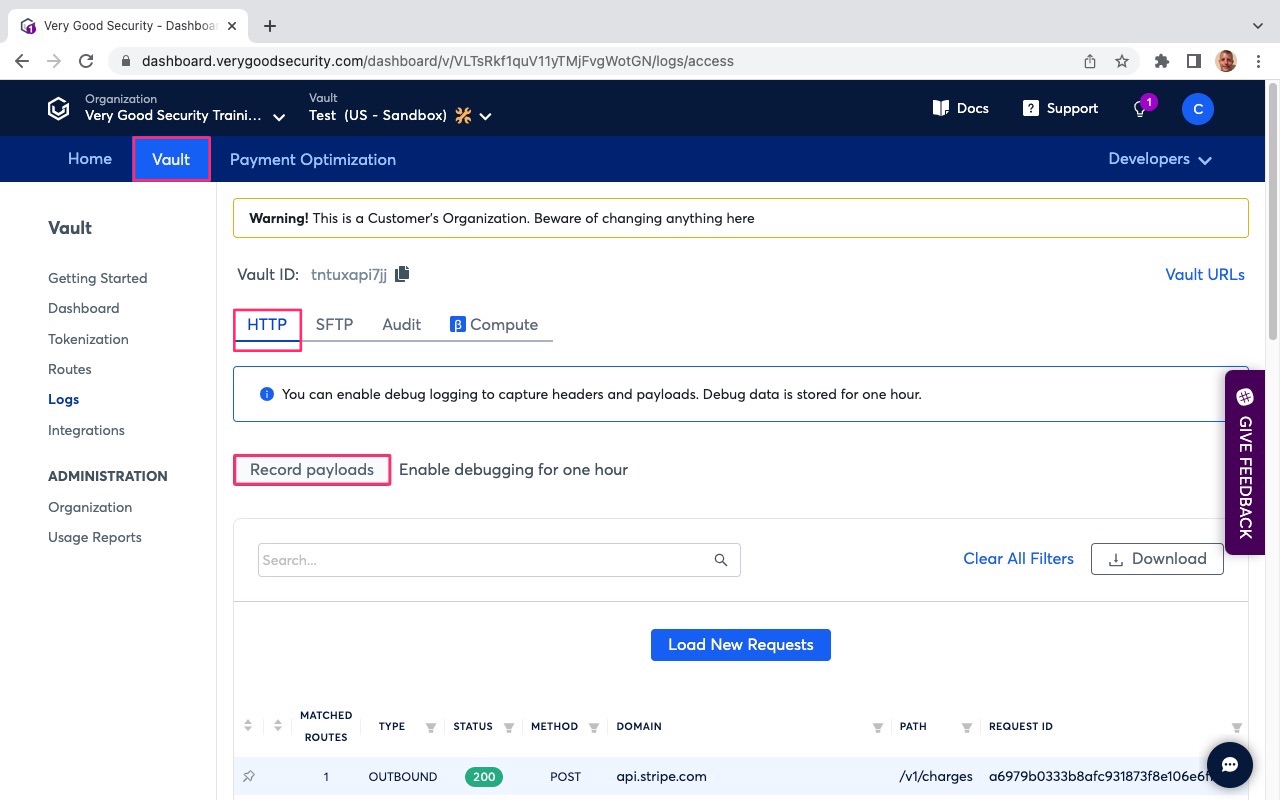 Very Good Security - Dashboa
dashboard.verygoodsecurity.com/dashboard/v/VLTsRkf1quV11yTMjFvgWotGN/logs/access
Organization
Very Good Security Traini...
Vault
Test (US - Sandbox)
Docs
Support
1
C
Home
Vault
Payment Optimization
Developers
Vault
Getting Started
Dashboard
Tokenization
Routes
Logs
Integrations
ADMINISTRATION
Organization
Usage Reports
Warning! This is a Customer's Organization. Beware of changing anything here
Vault ID: tntuxapi7jj
Vault URLs
HTTP
SFTP
Audit
β Compute
You can enable debug logging to capture headers and payloads. Debug data is stored for one hour.
Record payloads
Enable debugging for one hour
GIVE FEEDBACK
Search...
Clear All Filters
Download
Load New Requests
MATCHED
ROUTES
TYPE
STATUS
METHOD
DOMAIN
PATH
REQUEST ID
1
OUTBOUND
200
POST
api.stripe.com
/v1/charges
a6979b0333b8afc931873f8e106e6f